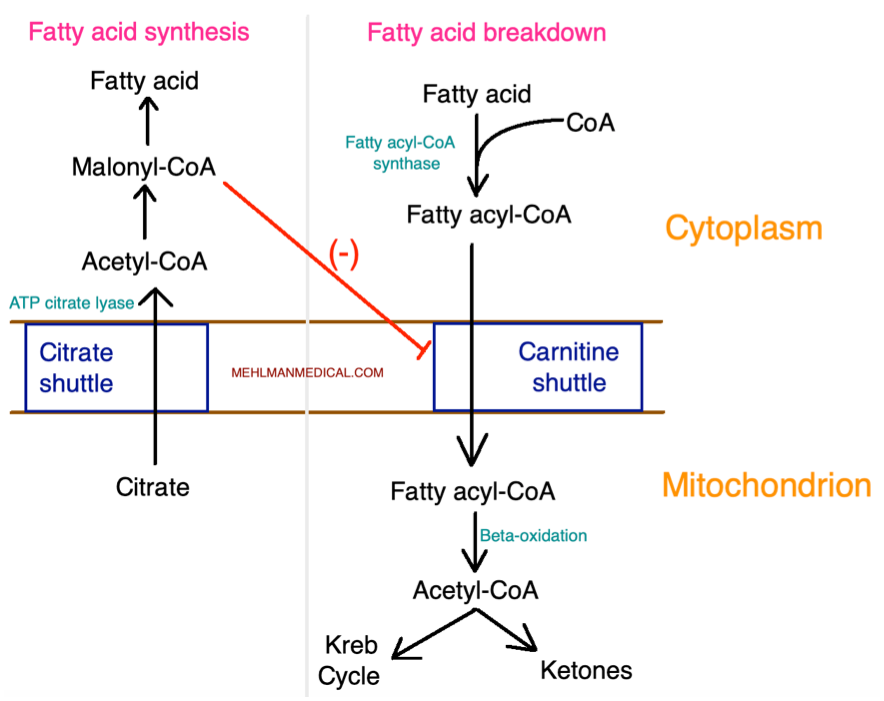 Fatty acid synthesis
Fatty acid
Malonyl-CoA
Acetyl-CoA
ATP citrate lyase
Citrate
shuttle
Citrate
Fatty acid breakdown
Fatty acid
CoA
Fatty acyl-CoA
synthase
Fatty acyl-CoA
(-)
Carnitine
shuttle
MEHLMANMEDICAL.COM
Fatty acyl-CoA
Beta-oxidation
Acetyl-CoA
Kreb
Cycle
Ketones
Cytoplasm
Mitochondrion